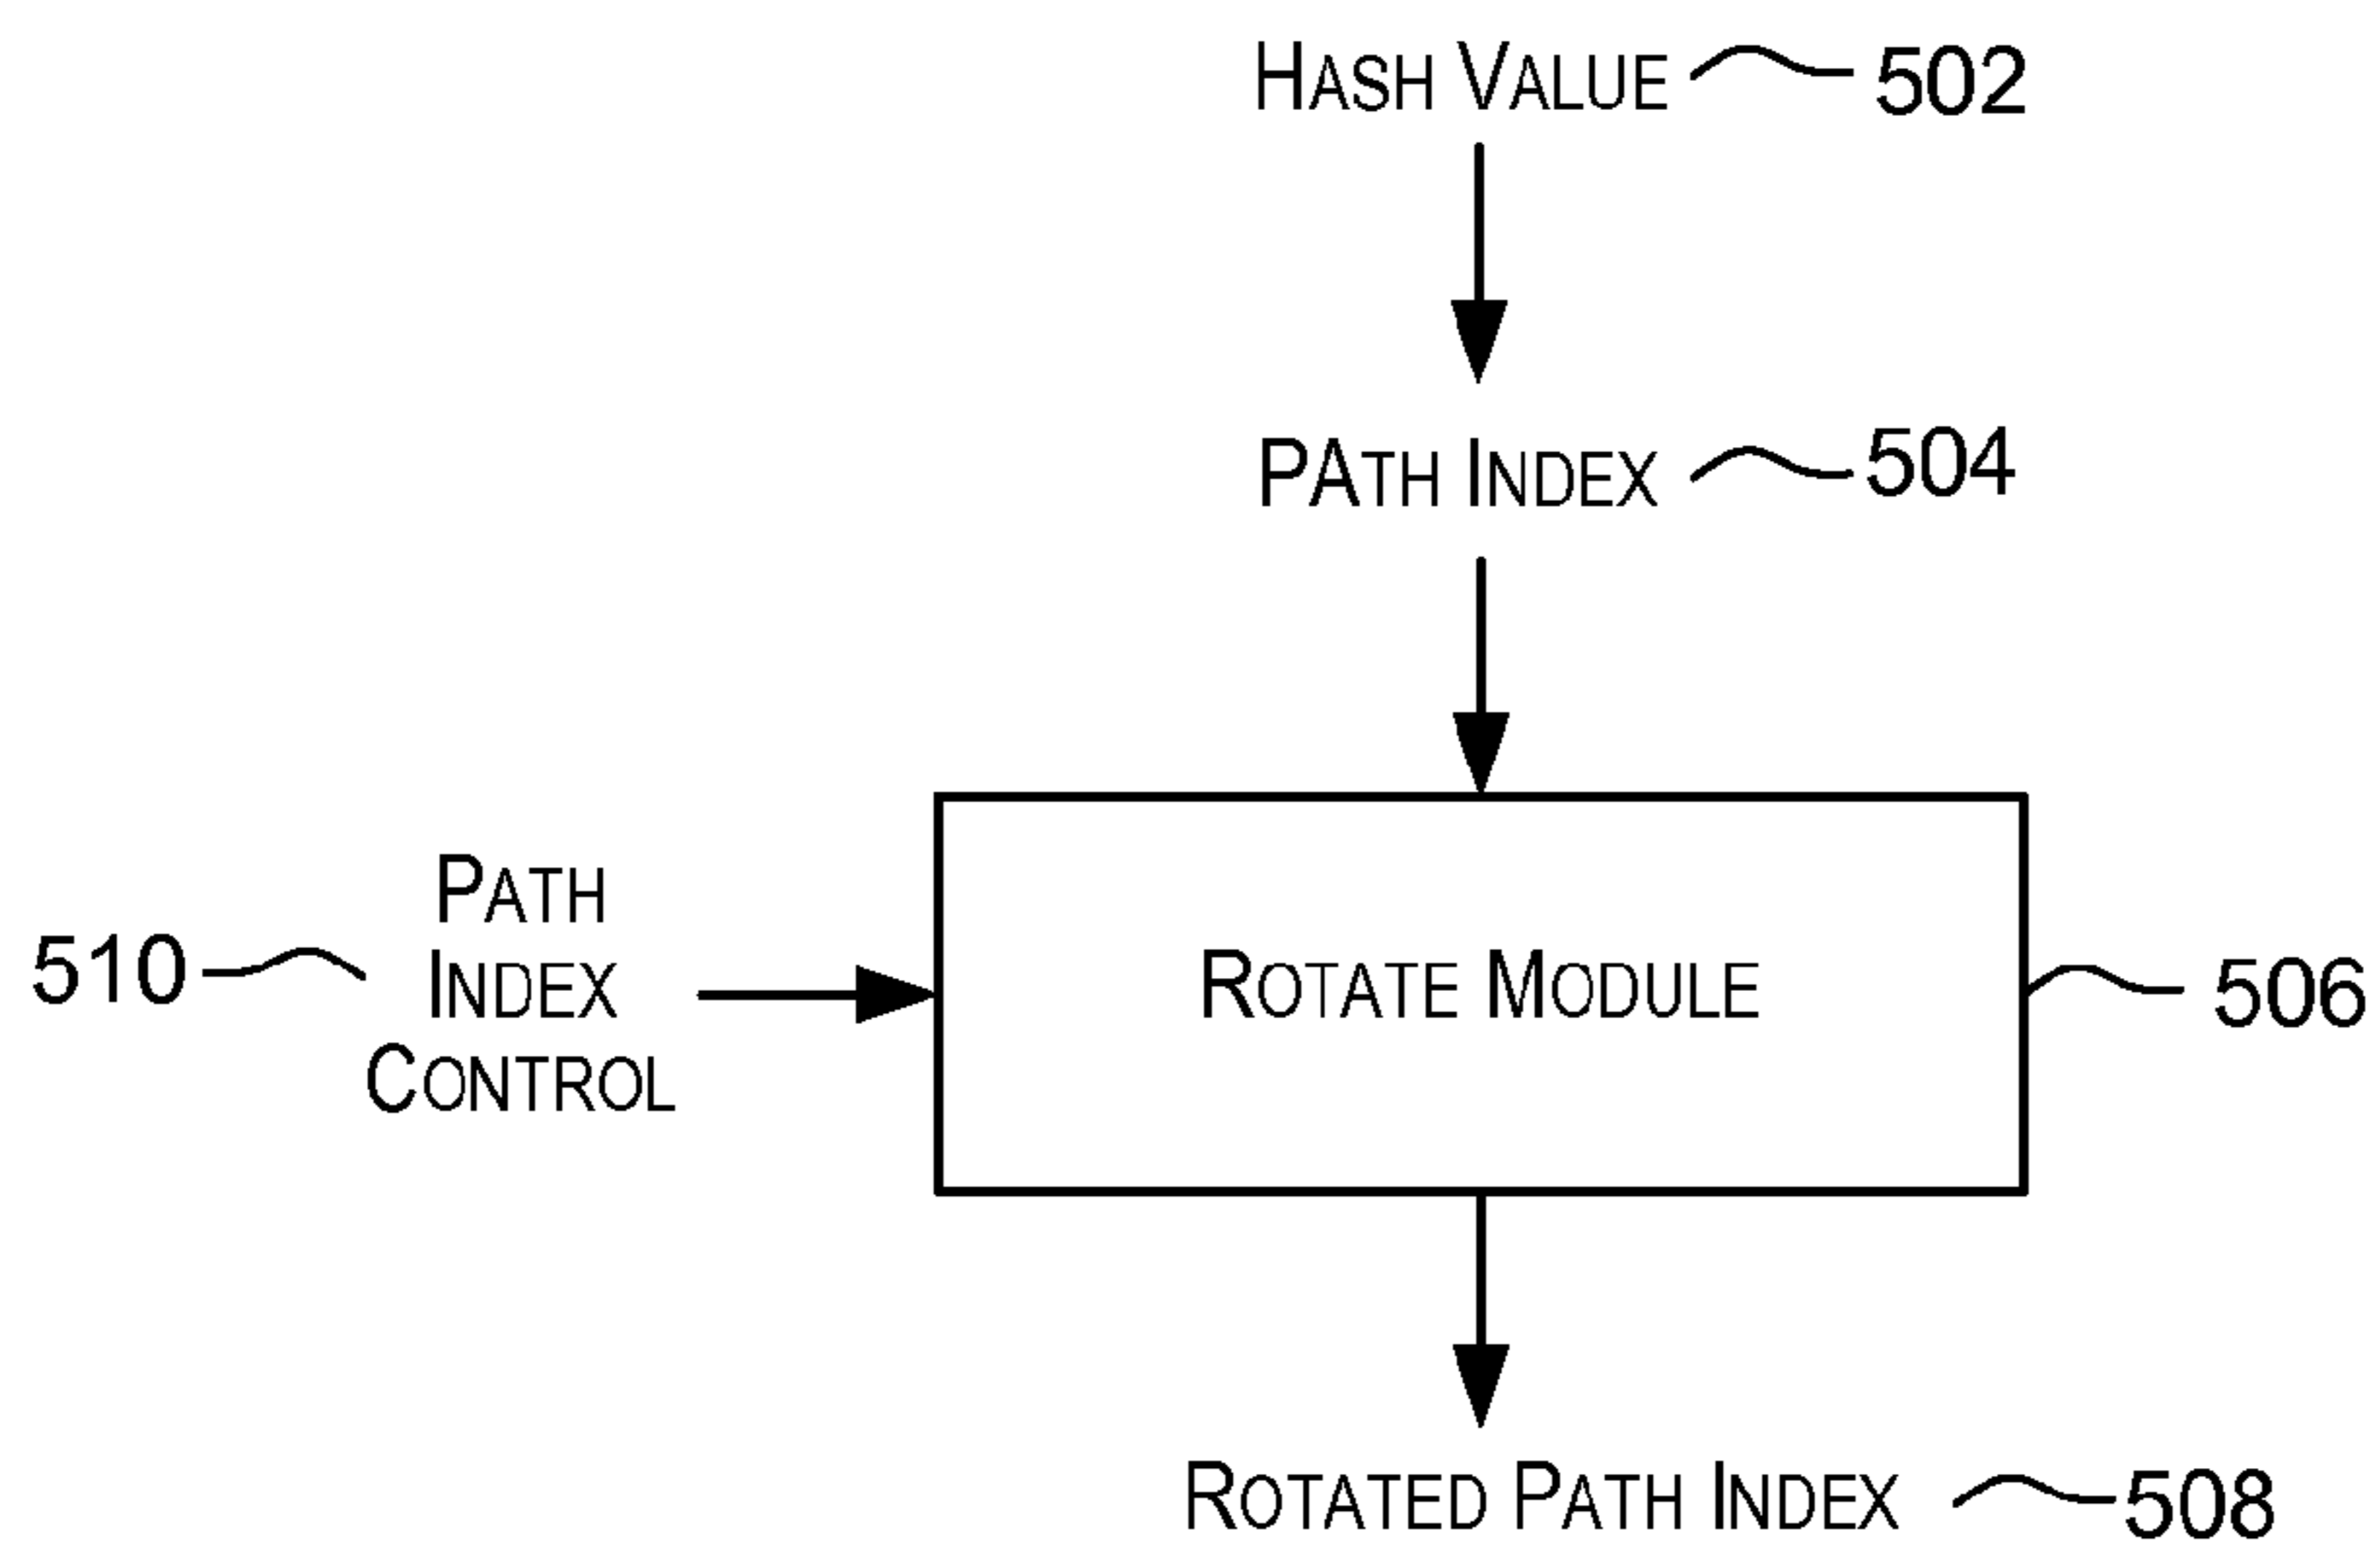 HASH VALUE 502
PATH INDEX 504
PATH
510 INDEX
CONTROL
ROTATE MODULE 506
ROTATED PATH INDEX 508